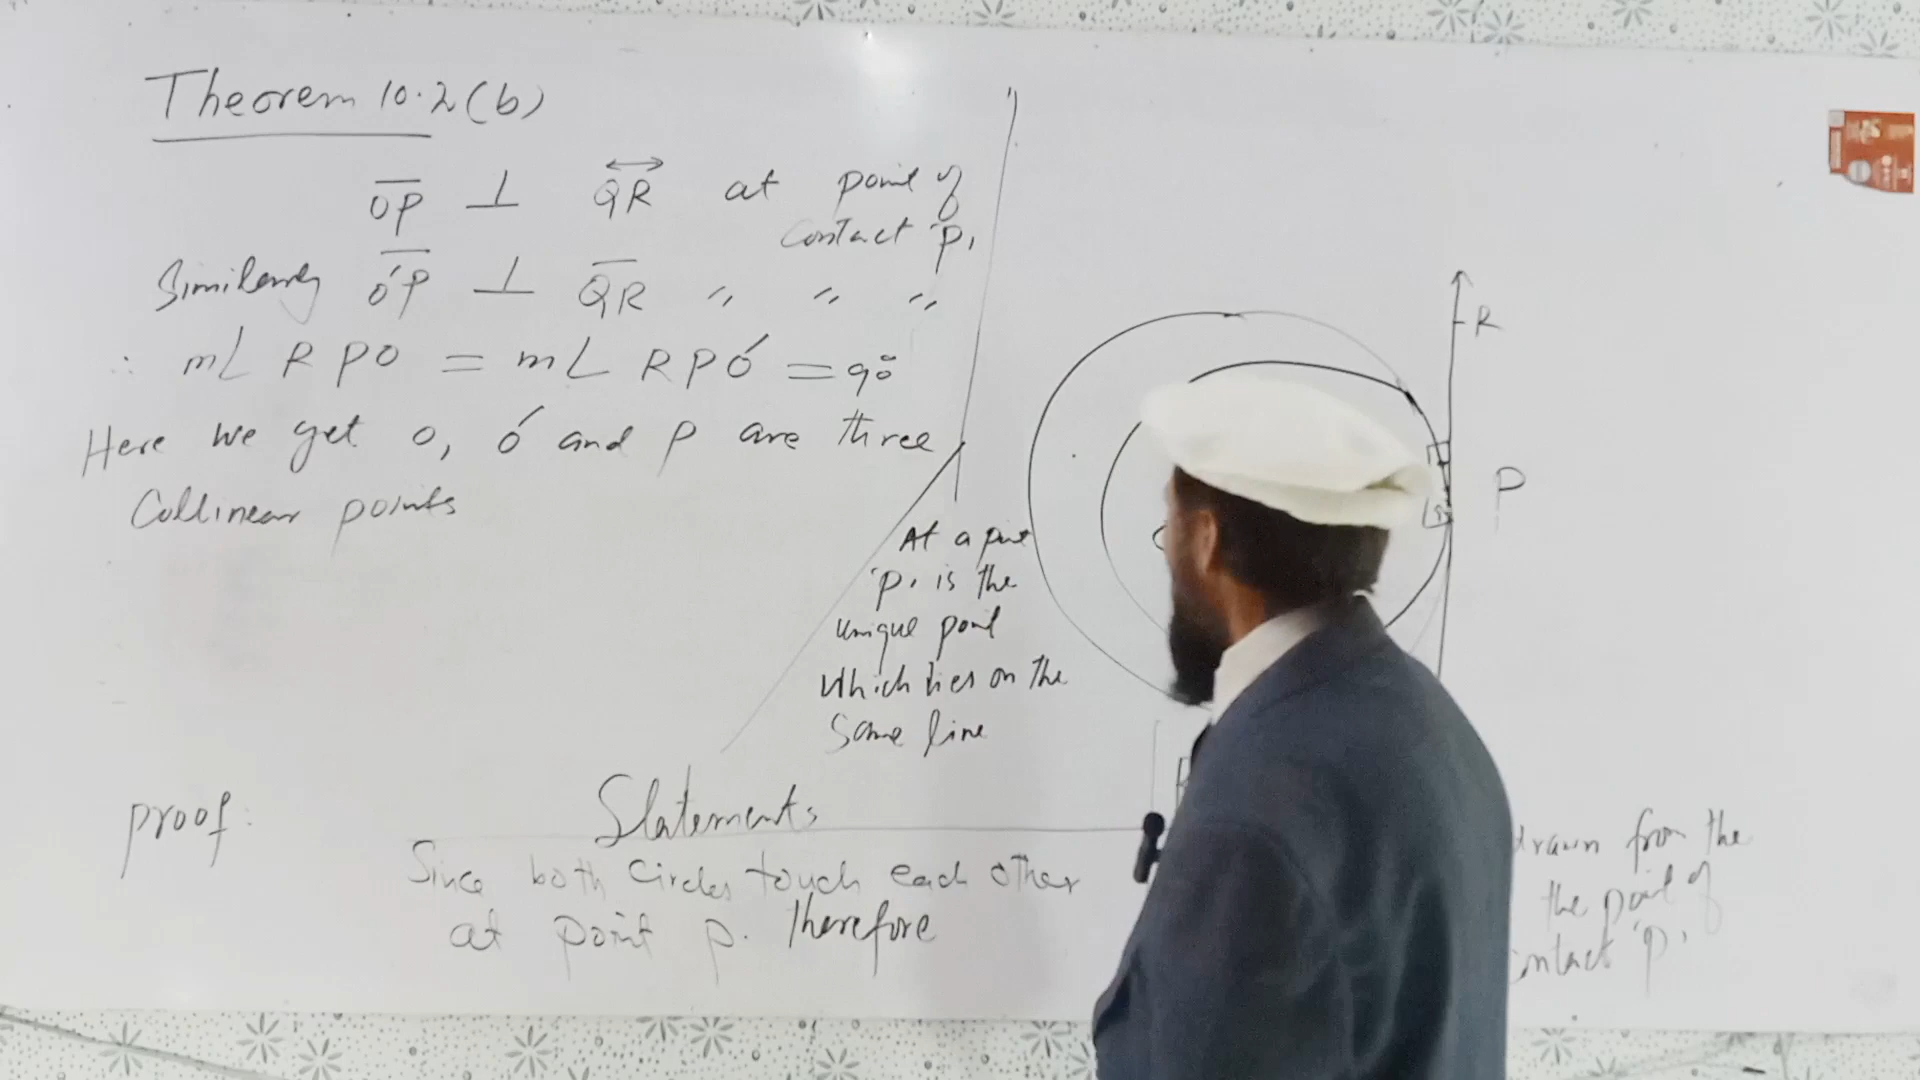 Theorem 10.2(b)
OP ⊥ QR at point of
contact 'P'
Similarly O'P ⊥ QR " " "
∴ m∠ RPO = m∠ RPO' = 90°
Here we get O, O' and P are three
Collinear points
At a point
'P' is the
unique point
which lies on the
same line
R
P
proof:
Statements
Since both circles touch each other
at point p. Therefore
drawn from the
the point of
contact 'P'